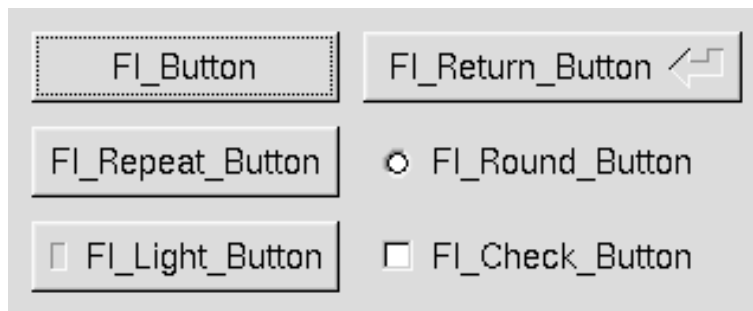 Fl_Button
Fl_Return_Button
Fl_Repeat_Button
Fl_Round_Button
Fl_Light_Button
Fl_Check_Button